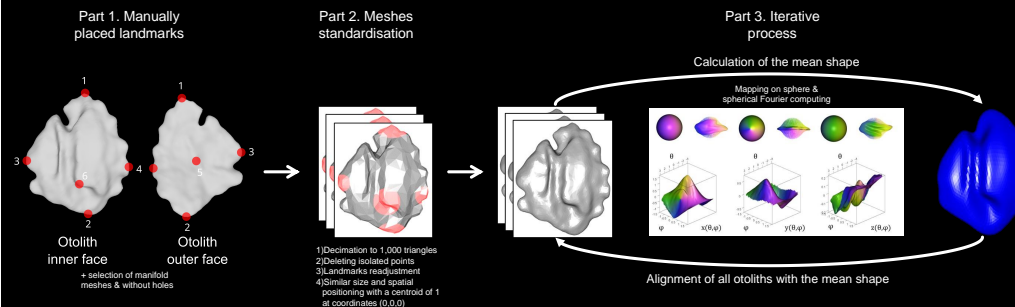 Part 1. Manually
placed landmarks
Part 2. Meshes
standardisation
Part 3. Iterative
process
1
3
4
6
2
Otolith
inner face
1
3
5
2
Otolith
outer face
+ selection of manifold
meshes & without holes
1)Decimation to 1,000 triangles
2)Deleting isolated points
3)Landmarks readjustment
4)Similar size and spatial
positioning with a centroid of 1
at coordinates (0,0,0)
Calculation of the mean shape
Mapping on sphere &
spherical Fourier computing
θ
θ
θ
φ
x(θ,φ)
φ
y(θ,φ)
φ
z(θ,φ)
Alignment of all otoliths with the mean shape